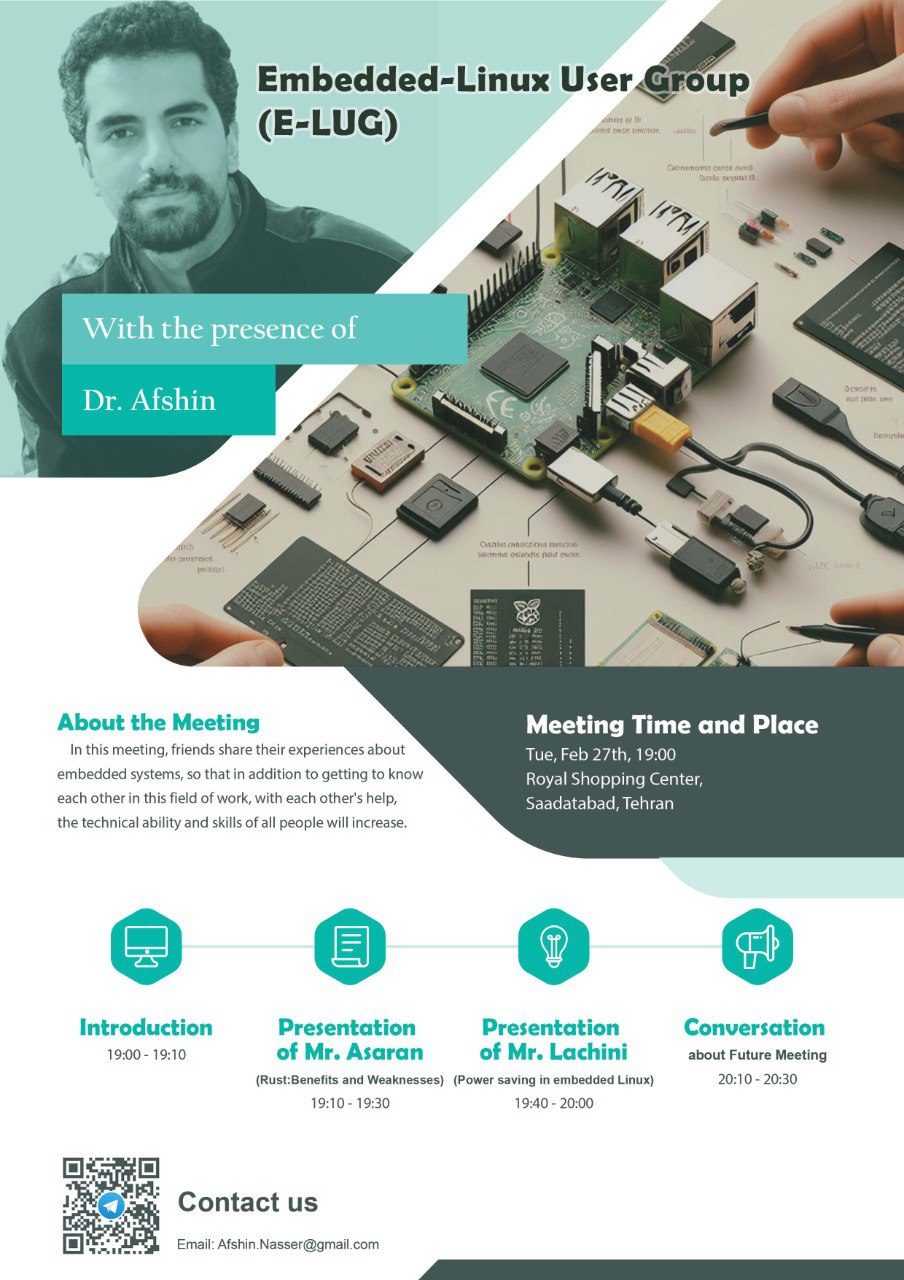 Embedded-Linux User Group
(E-LUG)
With the presence of
Dr. Afshin
About the Meeting
In this meeting, friends share their experiences about
embedded systems, so that in addition to getting to know
each other in this field of work, with each other's help,
the technical ability and skills of all people will increase.
Meeting Time and Place
Tue, Feb 27th, 19:00
Royal Shopping Center,
Saadatabad, Tehran
Introduction
19:00 - 19:10
Presentation
of Mr. Asaran
(Rust:Benefits and Weaknesses)
19:10 - 19:30
Presentation
of Mr. Lachini
(Power saving in embedded Linux)
19:40 - 20:00
Conversation
about Future Meeting
20:10 - 20:30
Contact us
Email: Afshin.Nasser@gmail.com